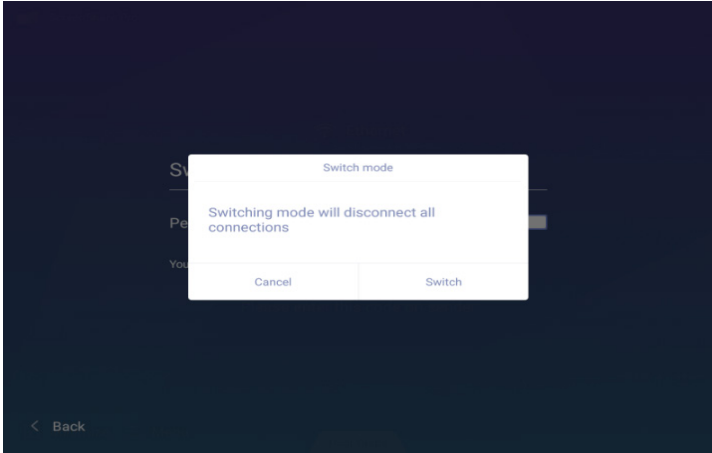 Switch mode
Switching mode will disconnect all
connections
Cancel
Switch
Back